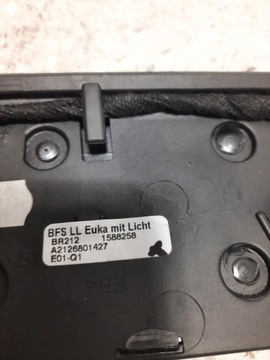 BFS LL Euka mit Licht
BR212 1588258
A2126801427
E01-Q1